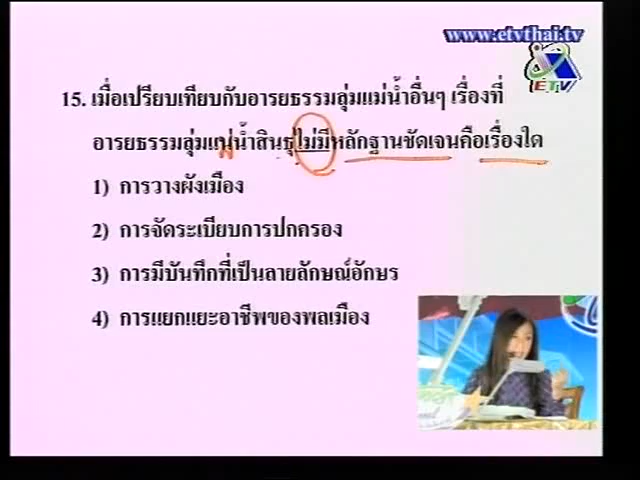 www.etvthai.tv
ETV
15. เมื่อเปรียบเทียบกับอารยธรรมลุ่มแม่น้ำอื่นๆ เรื่องที่
อารยธรรมลุ่มแม่น้ำสินธุไม่มีหลักฐานชัดเจนคือเรื่องใด
1) การวางผังเมือง
2) การจัดระเบียบการปกครอง
3) การมีบันทึกที่เป็นลายลักษณ์อักษร
4) การแยกแยะอาชีพของพลเมือง